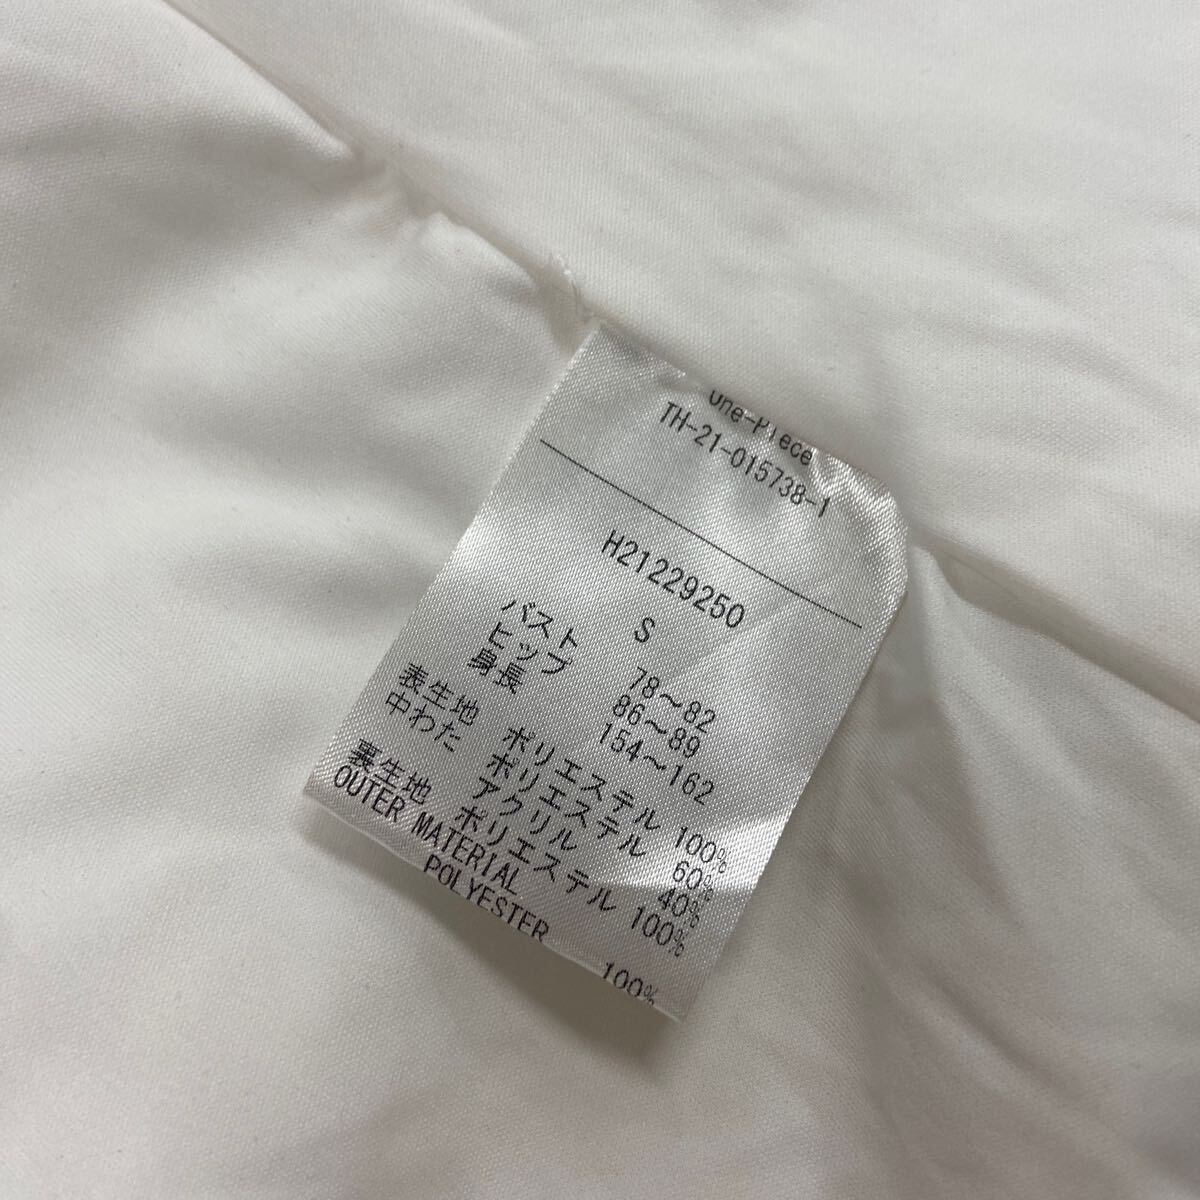 One-Piece
TH-21-015738-1
H21229250
S
バスト 78～82
ヒップ 86～89
身長 154～162
表生地 ポリエステル 100%
中わた ポリエステル 60%
アクリル 40%
裏生地 ポリエステル 100%
OUTER MATERIAL
POLYESTER 100%